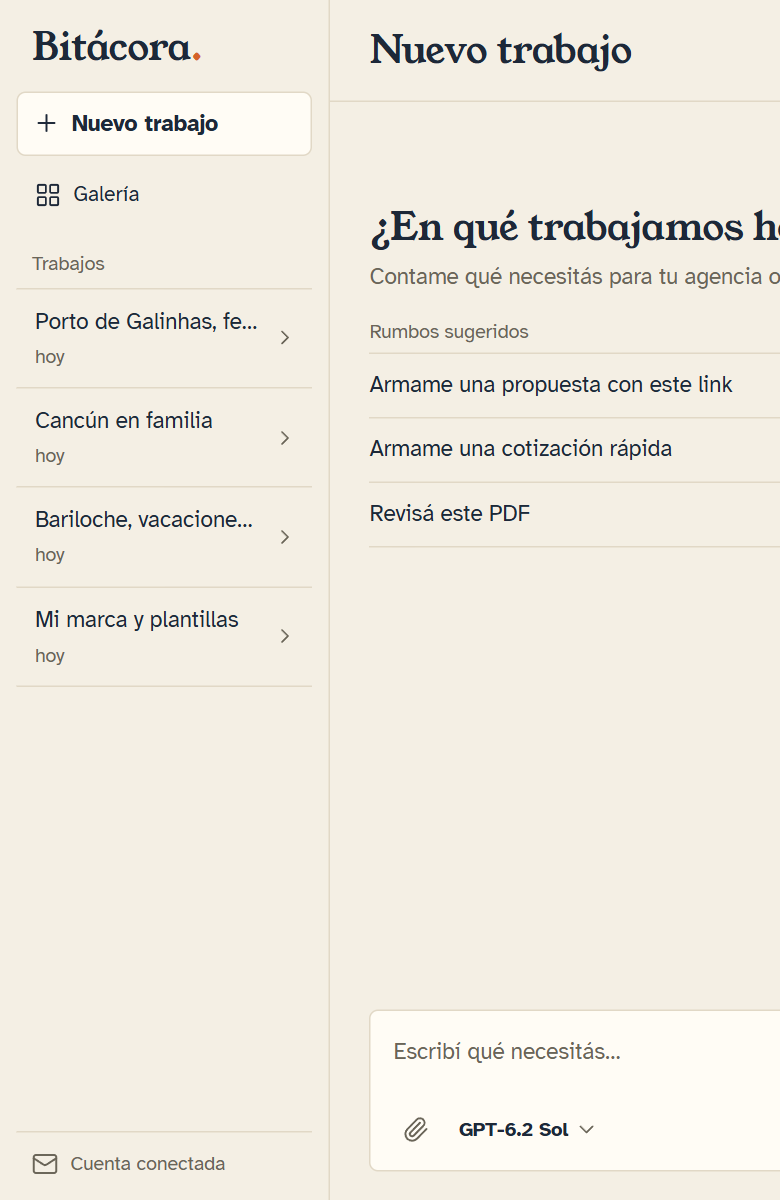 Bitácora.
Nuevo trabajo
Galería
Trabajos
Porto de Galinhas, fe...
hoy
Cancún en familia
hoy
Bariloche, vacacione...
hoy
Mi marca y plantillas
hoy
Cuenta conectada
Nuevo trabajo
¿En qué trabajamos h
Contame qué necesitás para tu agencia o
Rumbos sugeridos
Armame una propuesta con este link
Armame una cotización rápida
Revisá este PDF
Escribí qué necesitás...
GPT-6.2 Sol